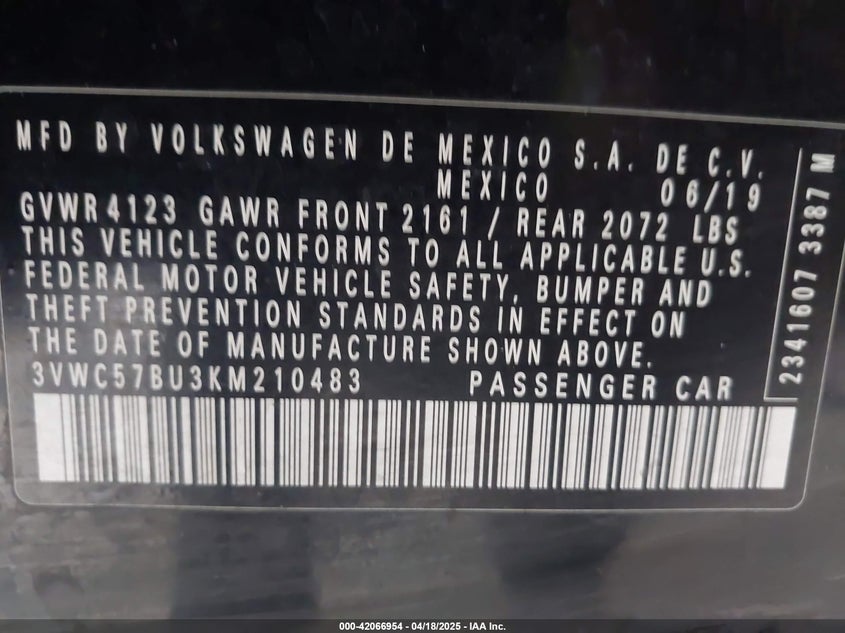 MFD BY VOLKSWAGEN DE MEXICO S.A. DE C.V.
MEXICO 06/19
GVWR 4123 GAWR FRONT 2161 / REAR 2072 LBS
THIS VEHICLE CONFORMS TO ALL APPLICABLE U.S.
FEDERAL MOTOR VEHICLE SAFETY, BUMPER AND
THEFT PREVENTION STANDARDS IN EFFECT ON
THE DATE OF MANUFACTURE SHOWN ABOVE.
3VWC57BU3KM210483 PASSENGER CAR
2341607 3387 M
000-42066954 - 04/18/2025 - IAA Inc.